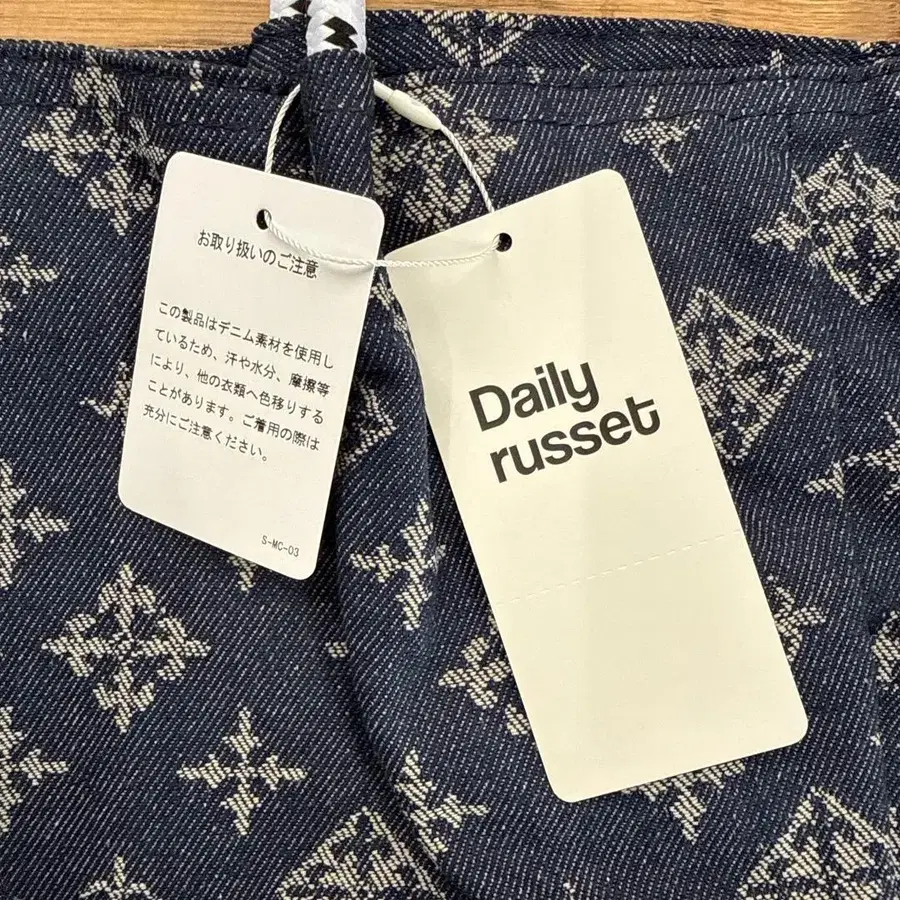 お取り扱いのご注意
この製品はデニム素材を使用し
ているため、汗や水分、摩擦等
により、他の衣類へ色移りする
ことがあります。ご着用の際は
充分にご注意ください。
S-MC-03
Daily
russet